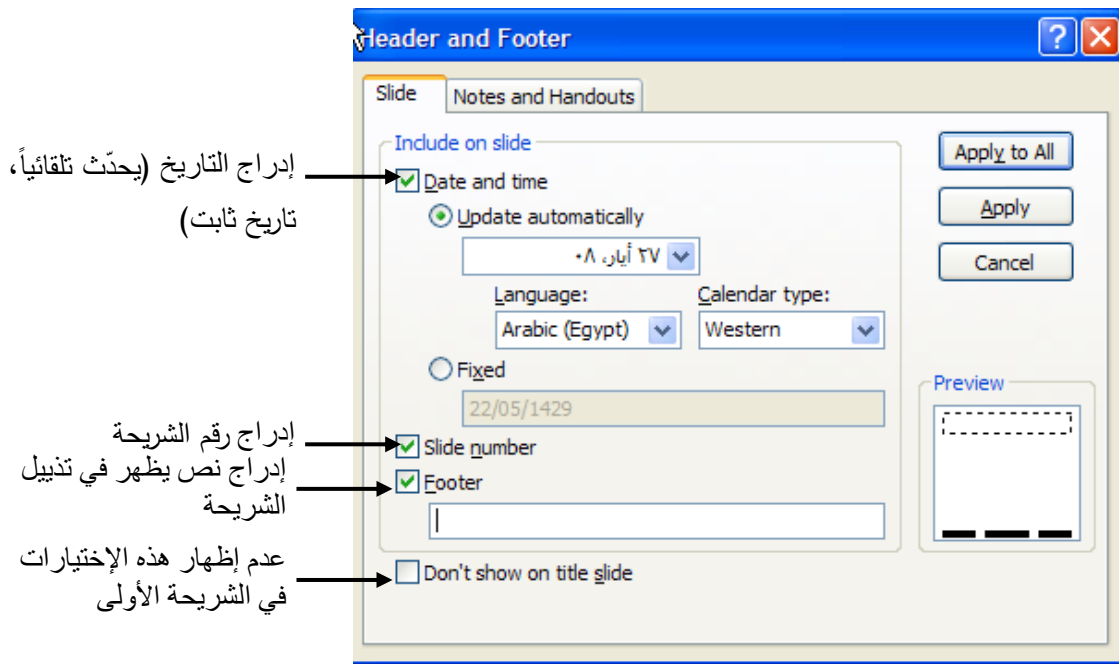 Header and Footer
Slide
Notes and Handouts
Include on slide
Apply to All
إدراج التاريخ (يحدّث تلقائياً،
تاريخ ثابت)
Date and time
Update automatically
Apply
٢٧ أيار، ٠٨
Cancel
Language:
Calendar type:
Arabic (Egypt)
Western
Fixed
22/05/1429
Preview
إدراج رقم الشريحة
Slide number
إدراج نص يظهر في تذييل
الشريحة
Footer
عدم إظهار هذه الإختيارات
في الشريحة الأولى
Don't show on title slide